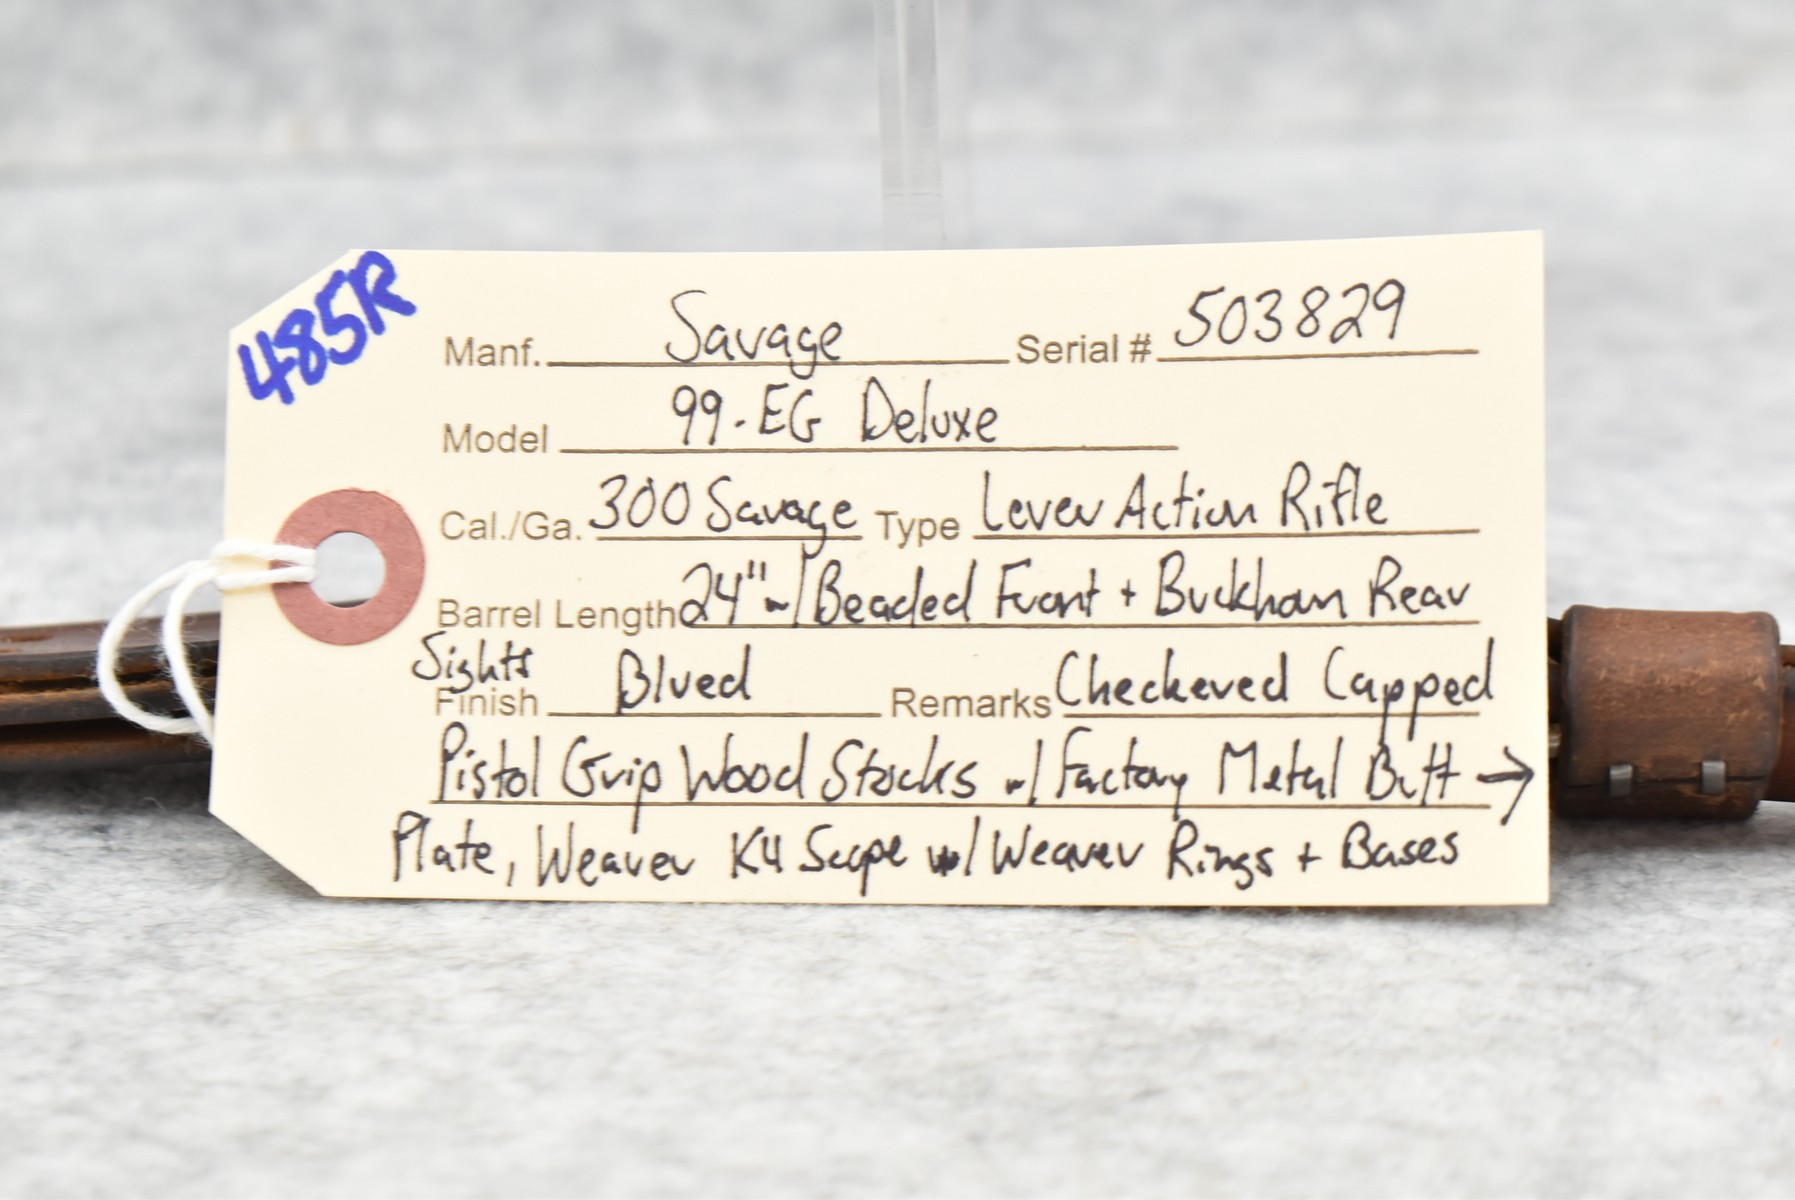 485R
Manf. Savage Serial # 503829
Model 99-EG Deluxe
Cal./Ga. 300 Savage Type Lever Action Rifle
Barrel Length 24" w/ Beaded Front + Buckham Rear
Sights
Finish Blued Remarks Checkered Capped
Pistol Grip Wood Stocks w/ Factory Metal Butt →
Plate, Weaver K4 Scope w/ Weaver Rings + Bases